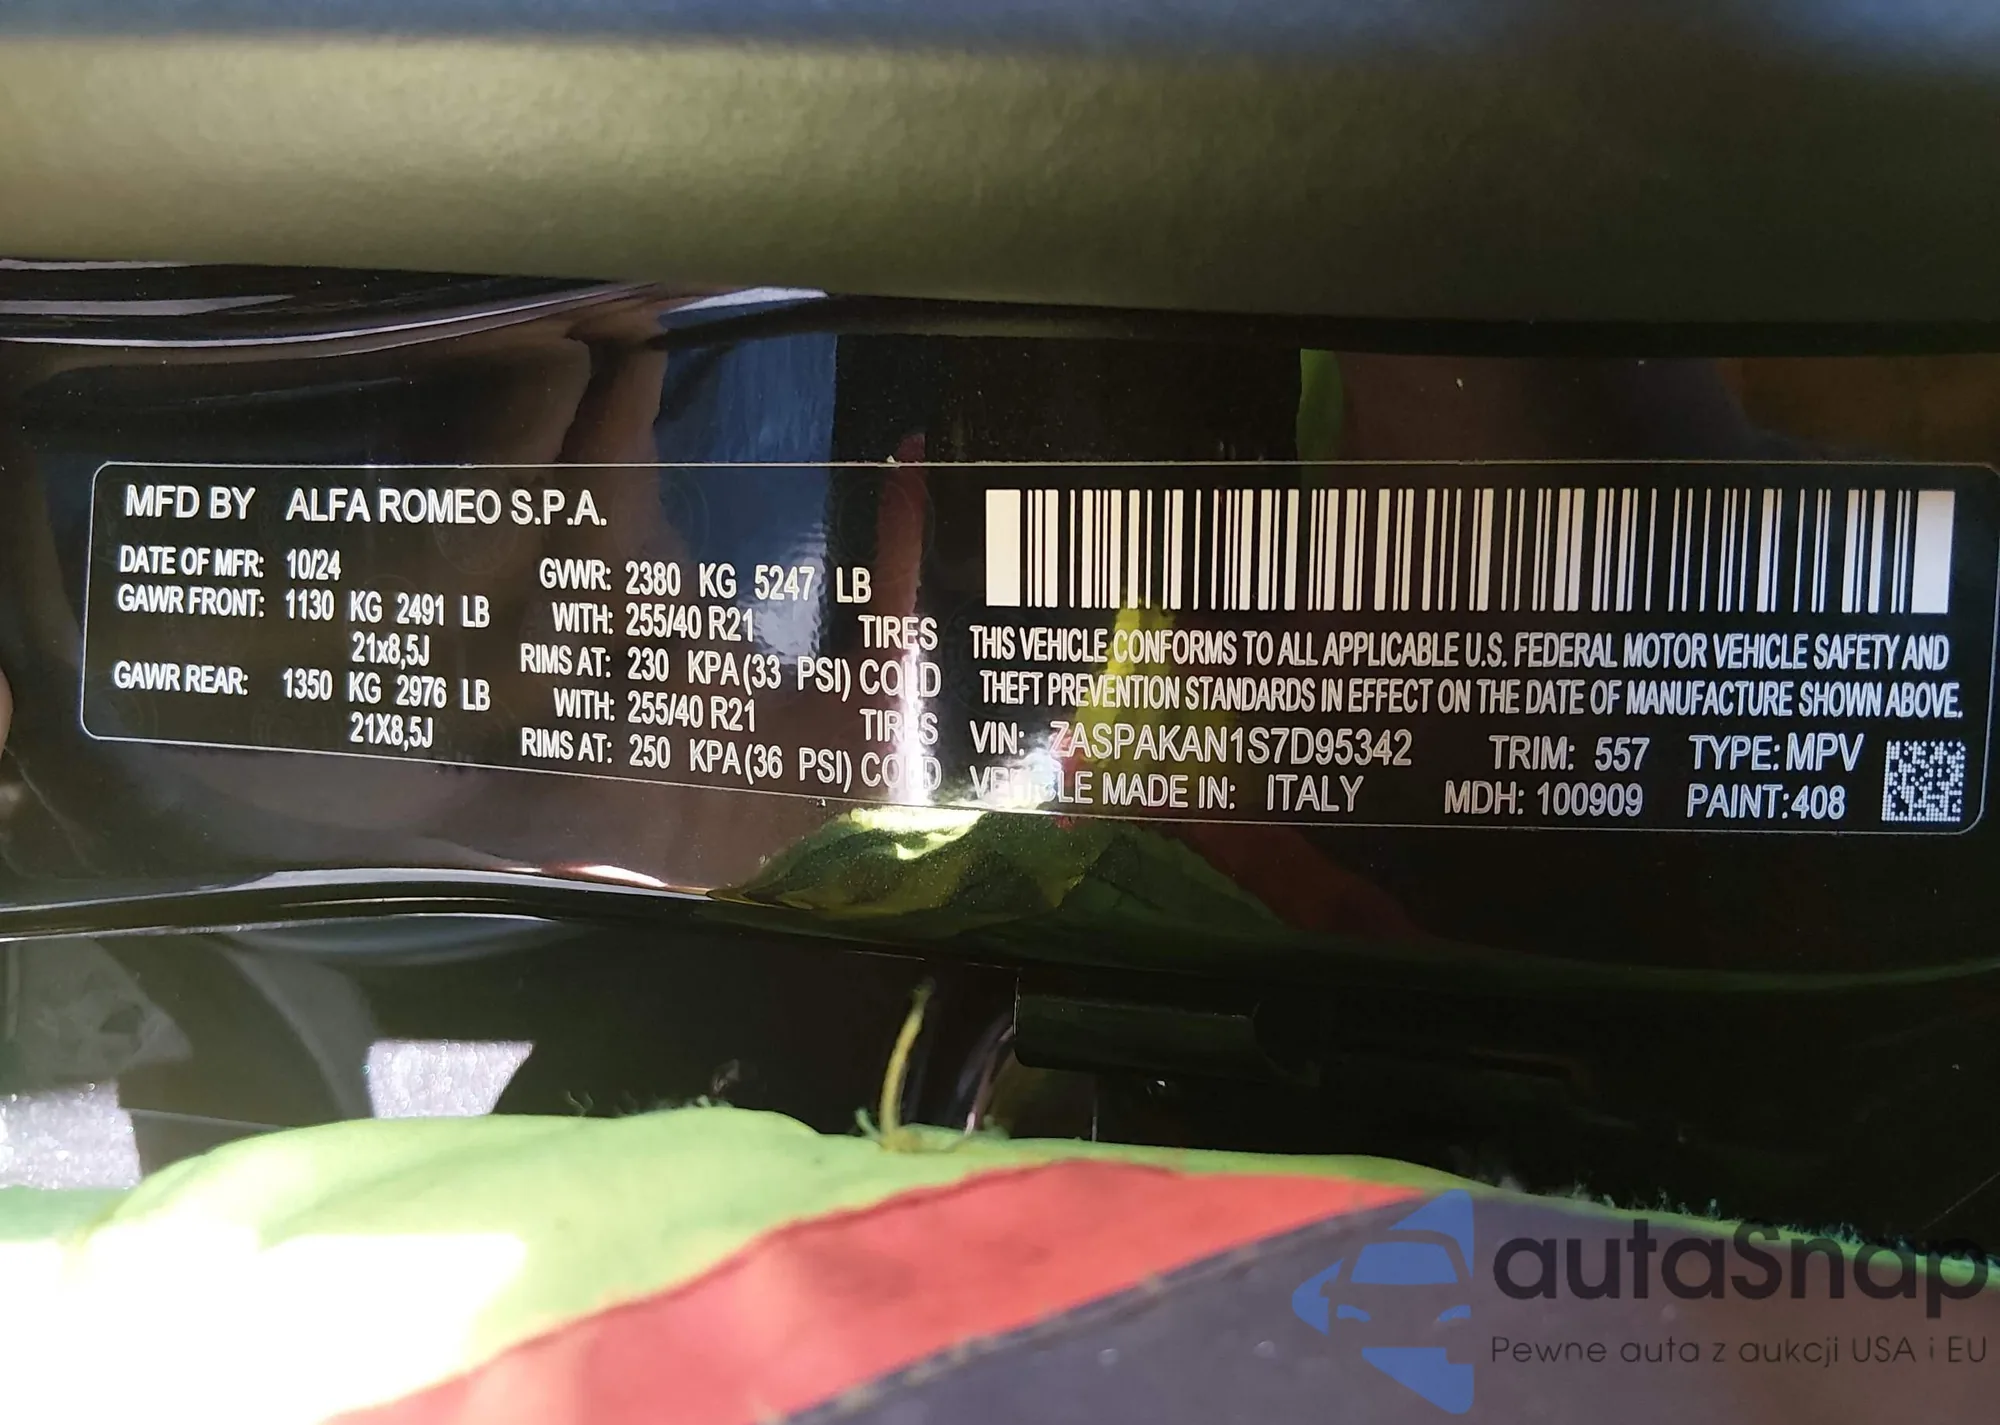 MFD BY ALFA ROMEO S.P.A.
DATE OF MFR: 10/24
GVWR: 2380 KG 5247 LB
GAWR FRONT: 1130 KG 2491 LB
WITH: 255/40 R21 TIRES
21x8,5J
RIMS AT: 230 KPA(33 PSI) COLD
GAWR REAR: 1350 KG 2976 LB
WITH: 255/40 R21 TIRES
21X8,5J
RIMS AT: 250 KPA(36 PSI) COLD
THIS VEHICLE CONFORMS TO ALL APPLICABLE U.S. FEDERAL MOTOR VEHICLE SAFETY AND
THEFT PREVENTION STANDARDS IN EFFECT ON THE DATE OF MANUFACTURE SHOWN ABOVE.
VIN: ZASPAKAN1S7D95342 TRIM: 557 TYPE: MPV
VEHICLE MADE IN: ITALY MDH: 100909 PAINT: 408
autaSnap
Pewne auta z aukcji USA i EU